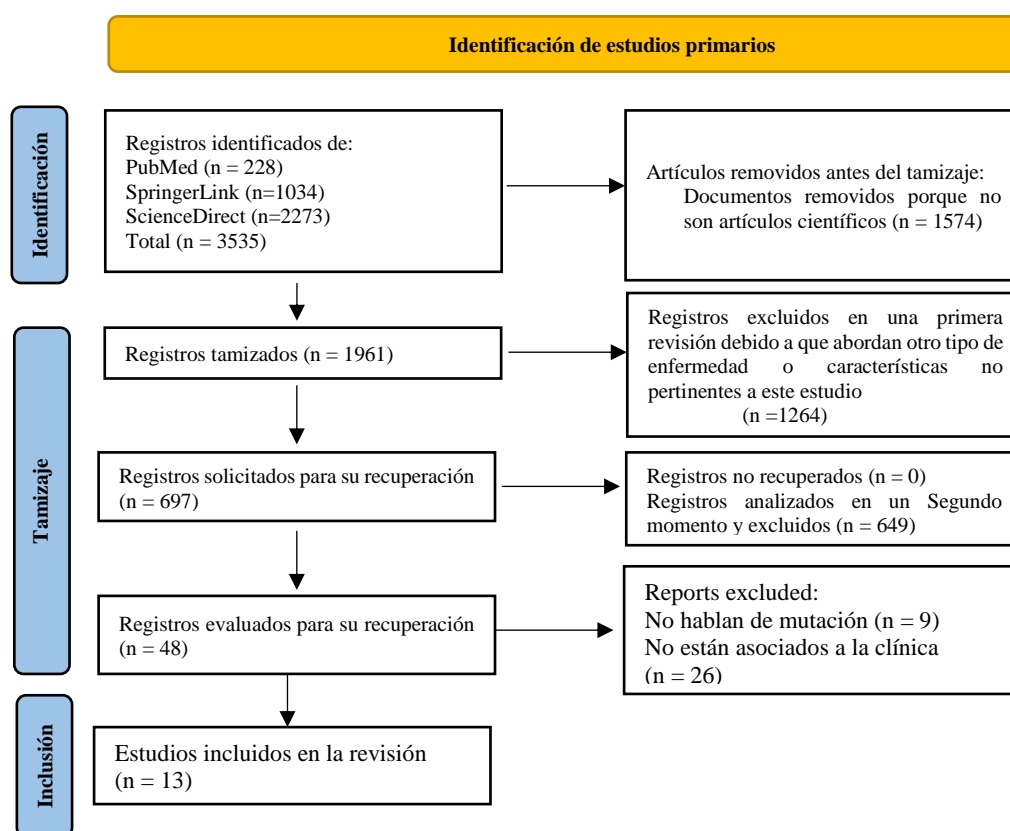 Identificación de estudios primarios
Identificación
Registros identificados de:
PubMed (n = 228)
SpringerLink (n=1034)
ScienceDirect (n=2273)
Total (n = 3535)
Artículos removidos antes del tamizaje:
Documentos removidos porque no
son artículos científicos (n = 1574)
Tamizaje
Registros tamizados (n = 1961)
Registros excluidos en una primera
revisión debido a que abordan otro tipo de
enfermedad o características no
pertinentes a este estudio
(n =1264)
Registros solicitados para su recuperación
(n = 697)
Registros no recuperados (n = 0)
Registros analizados en un Segundo
momento y excluidos (n = 649)
Registros evaluados para su recuperación
(n = 48)
Reports excluded:
No hablan de mutación (n = 9)
No están asociados a la clínica
(n = 26)
Inclusión
Estudios incluidos en la revisión
(n = 13)